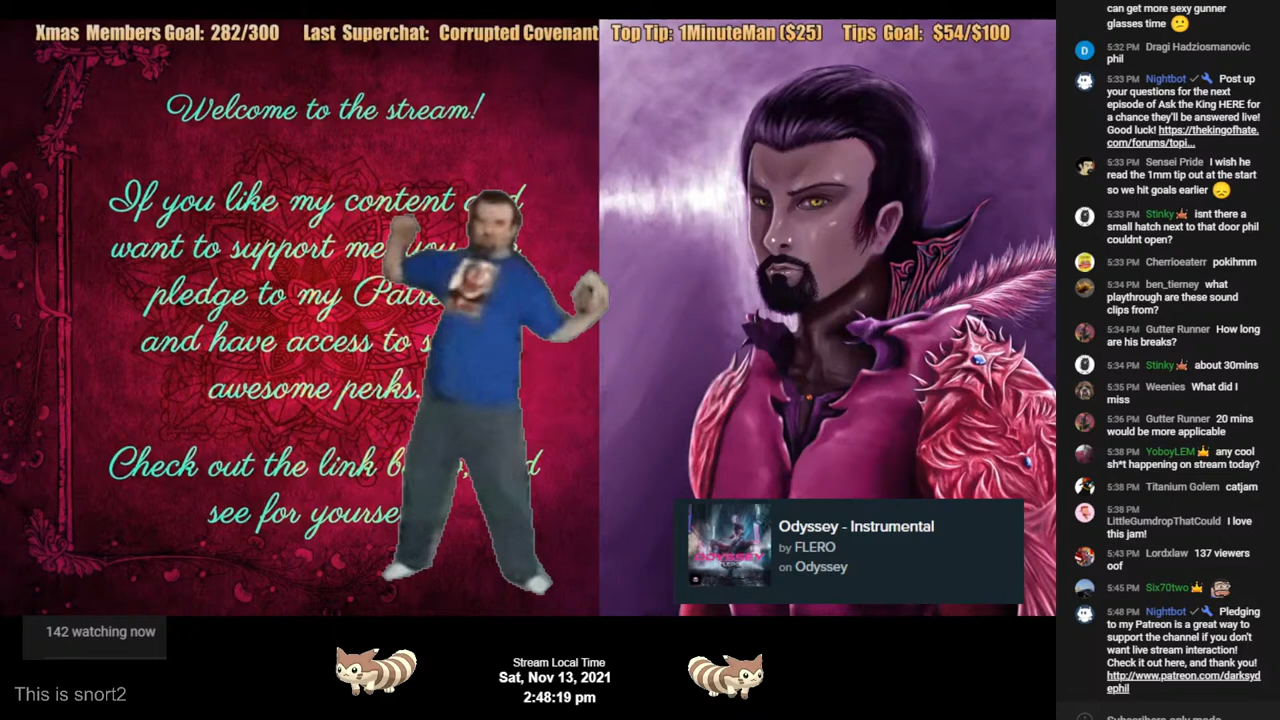 Xmas Members Goal: 282/300 Last Superchat: Corrupted Covenant Top Tip: 1MinuteMan ($25) Tips Goal: $54/$100
Welcome to the stream!
If you like my content
want to support me
pledge to my
and have access to
awesome perks.
Check out the link
see for
Odyssey - Instrumental
by FLERO
on Odyssey
ODYSSEY
142 watching now
This is snort2
Stream Local Time
Sat, Nov 13, 2021
2:48:19 pm
can get more sexy gunner
glasses time
D
5:32 PM Dragi Hadziosmanovic
phil
5:33 PM Nightbot Post up
your questions for the next
episode of Ask the King HERE for
a chance they'll be answered live!
Good luck! https://thekingofhate.
com/forums/topi...
5:33 PM Sensei Pride I wish he
read the 1mm tip out at the start
so we hit goals earlier
5:33 PM Stinky isnt there a
small hatch next to that door phil
couldnt open?
5:33 PM Cherrioeaterr pokihmm
5:34 PM ben_tierney what
playthrough are these sound
clips from?
5:34 PM Gutter Runner How long
are his breaks?
5:34 PM Stinky about 30mins
5:35 PM Weenies What did I
miss
5:36 PM Gutter Runner 20 mins
would be more applicable
5:38 PM YoboyLEM any cool
sh*t happening on stream today?
5:38 PM Titanium Golem catjam
5:38 PM
LittleGumdropThatCould I love
this jam!
5:43 PM Lordxlaw 137 viewers
oof
5:45 PM Six70two
5:48 PM Nightbot Pledging
to my Patreon is a great way to
support the channel if you don't
want live stream interaction!
Check it out here, and thank you!
http://www.patreon.com/darksyd
ephil
Subscribers-only mode